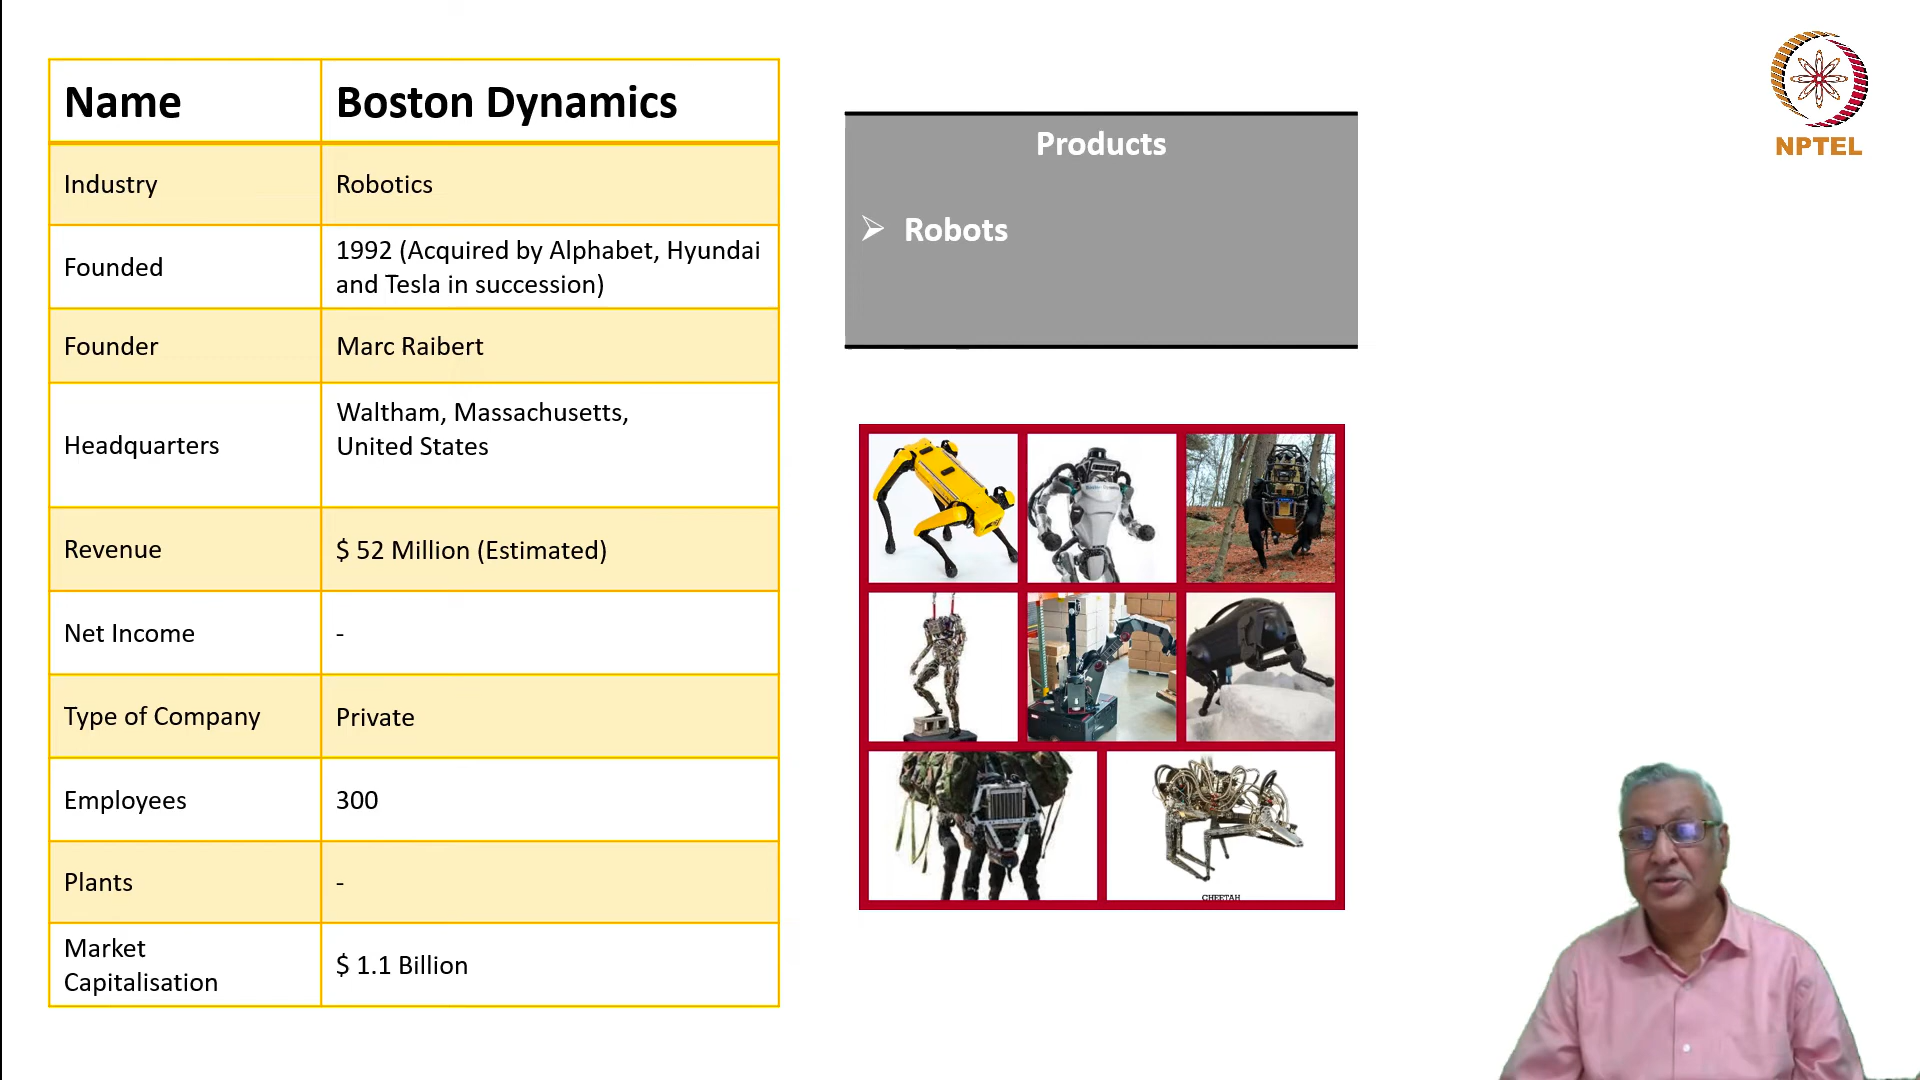 Name
Boston Dynamics
Industry
Robotics
Founded
1992 (Acquired by Alphabet, Hyundai
and Tesla in succession)
Founder
Marc Raibert
Headquarters
Waltham, Massachusetts,
United States
Revenue
$ 52 Million (Estimated)
Net Income
-
Type of Company
Private
Employees
300
Plants
-
Market
Capitalisation
$ 1.1 Billion
Products
➢ Robots
CHEETAH
NPTEL